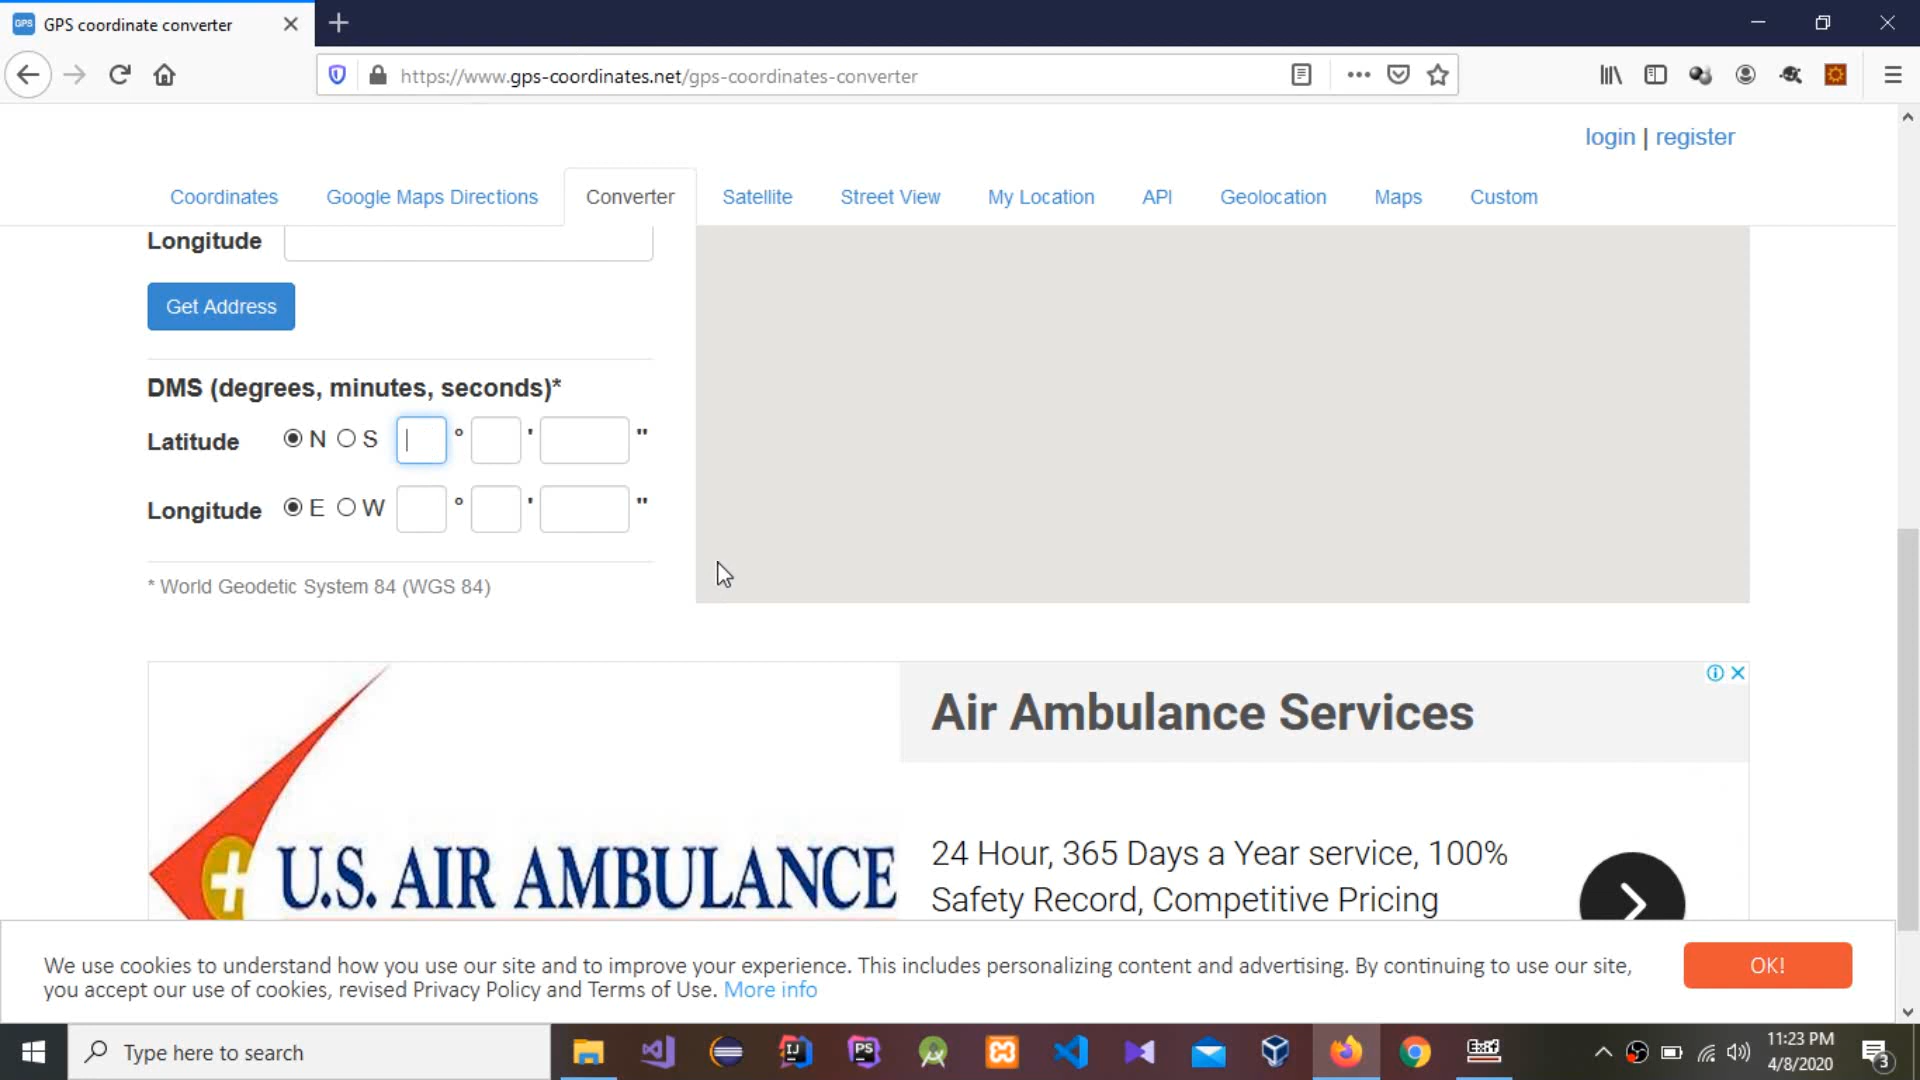 GPS GPS coordinate converter
https://www.gps-coordinates.net/gps-coordinates-converter
login | register
Coordinates Google Maps Directions Converter Satellite Street View My Location API Geolocation Maps Custom
Longitude
Get Address
DMS (degrees, minutes, seconds)*
Latitude N S ° ' "
Longitude E W ° ' "
* World Geodetic System 84 (WGS 84)
Air Ambulance Services
U.S. AIR AMBULANCE
24 Hour, 365 Days a Year service, 100%
Safety Record, Competitive Pricing
We use cookies to understand how you use our site and to improve your experience. This includes personalizing content and advertising. By continuing to use our site,
you accept our use of cookies, revised Privacy Policy and Terms of Use. More info
OK!
Type here to search
IJ
PS
Exif
11:23 PM
4/8/2020
3